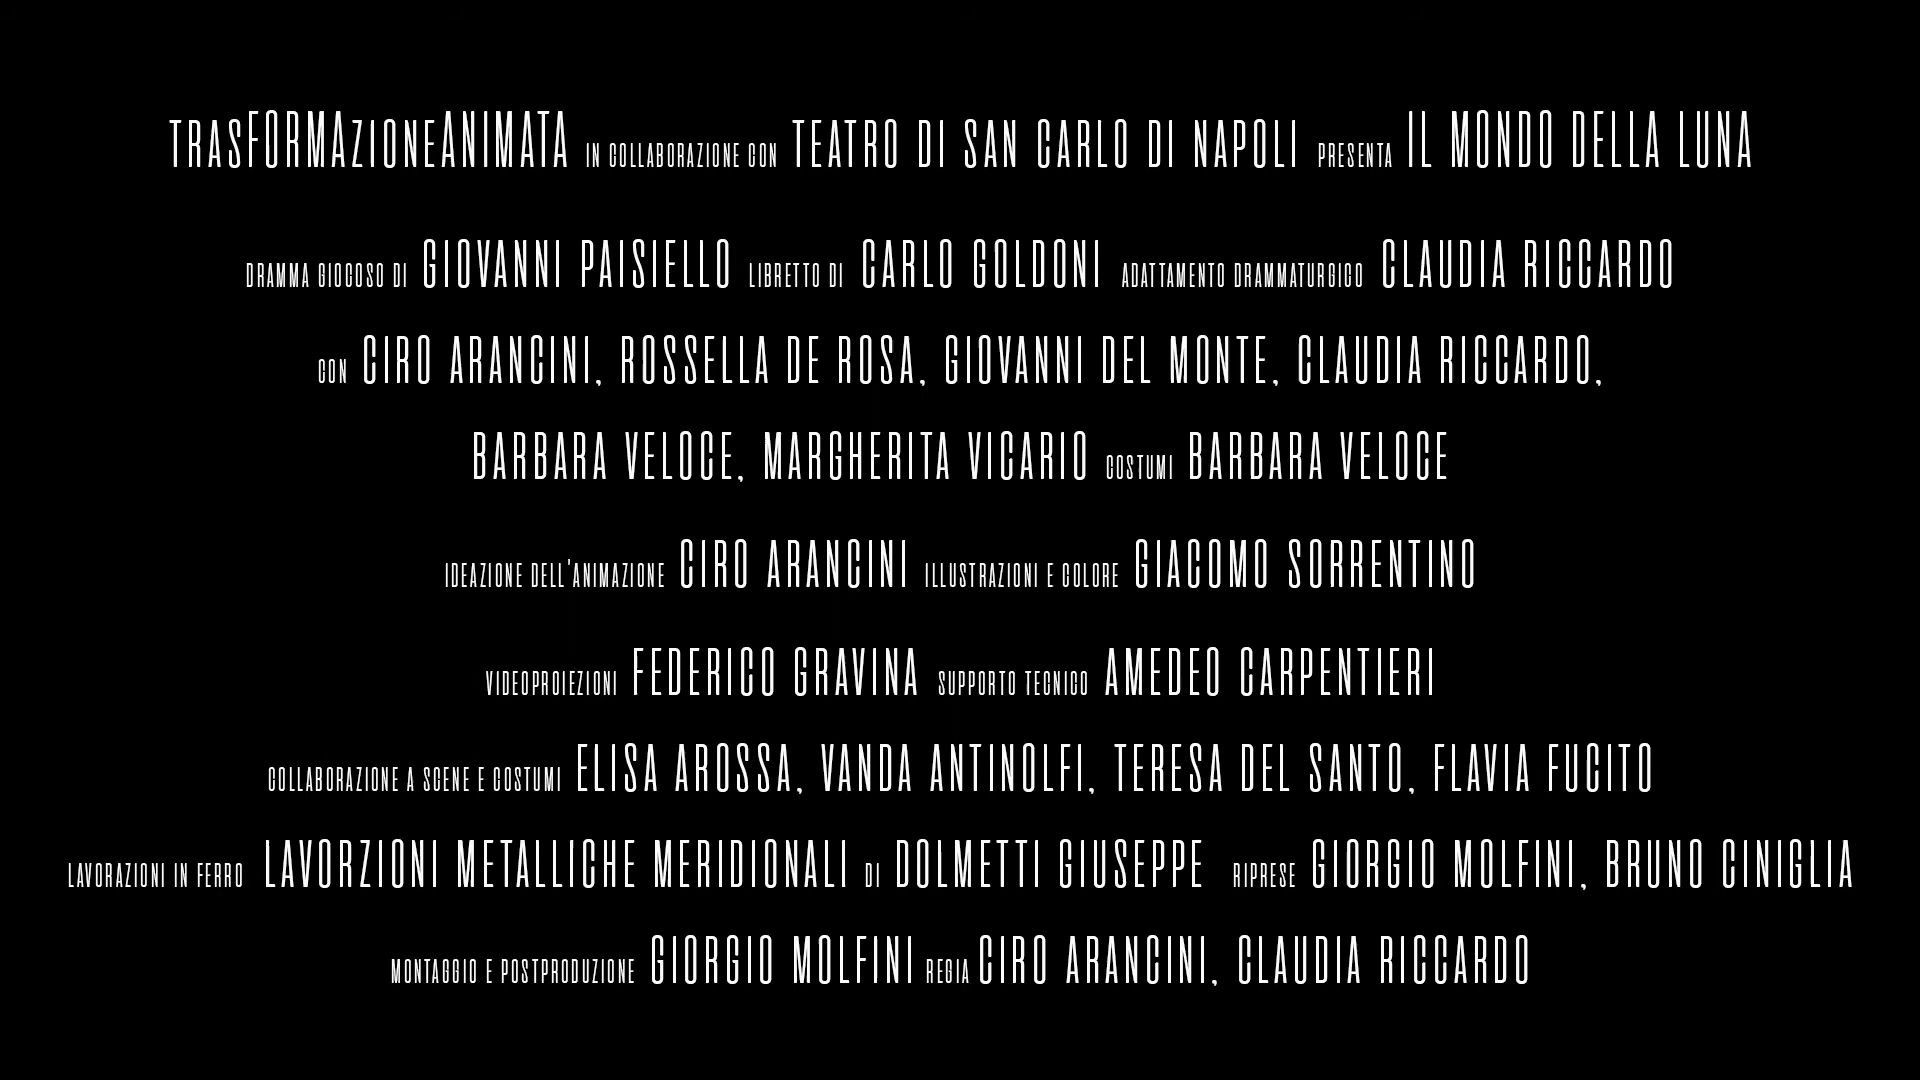 TRASFORMAZIONEANIMATA IN COLLABORAZIONE CON TEATRO DI SAN CARLO DI NAPOLI PRESENTA IL MONDO DELLA LUNA
DRAMMA GIOCOSO DI GIOVANNI PAISIELLO LIBRETTO DI CARLO GOLDONI ADATTAMENTO DRAMMATURGICO CLAUDIA RICCARDO
CON CIRO ARANCINI, ROSSELLA DE ROSA, GIOVANNI DEL MONTE, CLAUDIA RICCARDO,
BARBARA VELOCE, MARGHERITA VICARIO COSTUMI BARBARA VELOCE
IDEAZIONE DELL'ANIMAZIONE CIRO ARANCINI ILLUSTRAZIONI E COLORE GIACOMO SORRENTINO
VIDEOPROIEZIONI FEDERICO GRAVINA SUPPORTO TECNICO AMEDEO CARPENTIERI
COLLABORAZIONE A SCENE E COSTUMI ELISA AROSSA, VANDA ANTINOLFI, TERESA DEL SANTO, FLAVIA FUCITO
LAVORAZIONI IN FERRO LAVORZIONI METALLICHE MERIDIONALI DI DOLMETTI GIUSEPPE RIPRESE GIORGIO MOLFINI, BRUNO CINIGLIA
MONTAGGIO E POSTPRODUZIONE GIORGIO MOLFINI REGIA CIRO ARANCINI, CLAUDIA RICCARDO